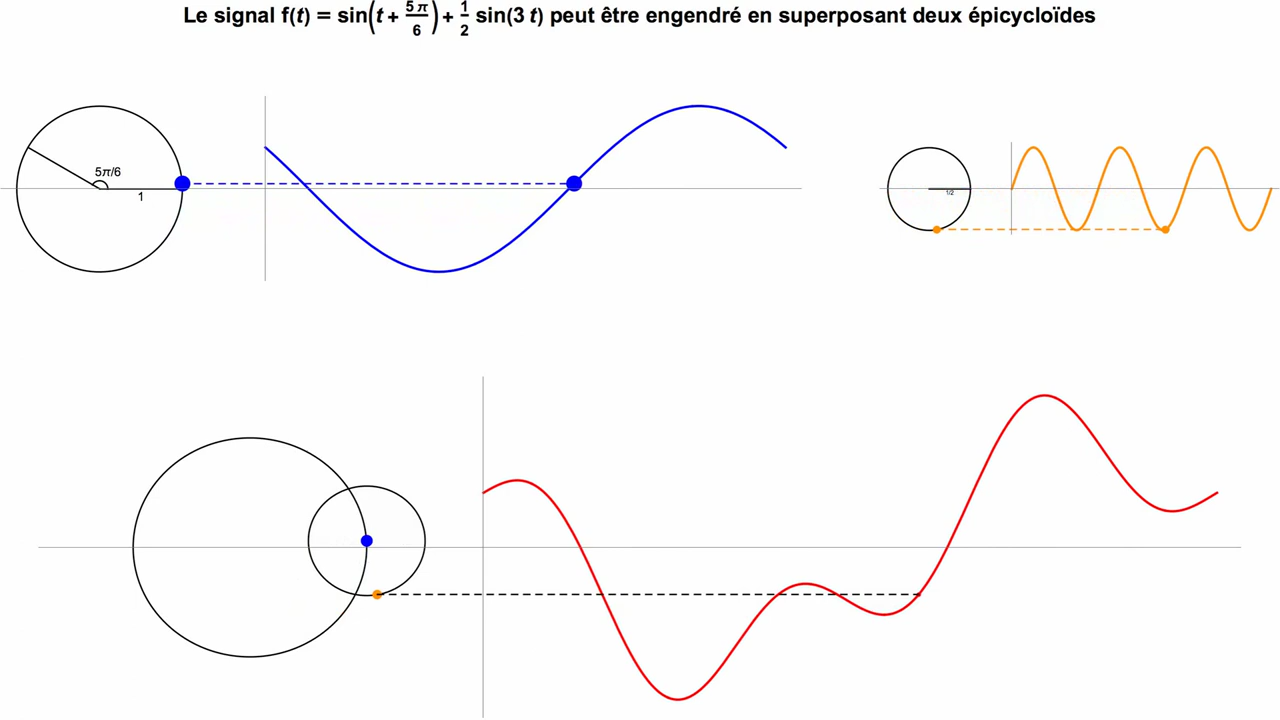 Le signal f(t) = sin(t + 5π/6) + 1/2 sin(3 t) peut être engendré en superposant deux épicycloïdes
5π/6
1
1/2